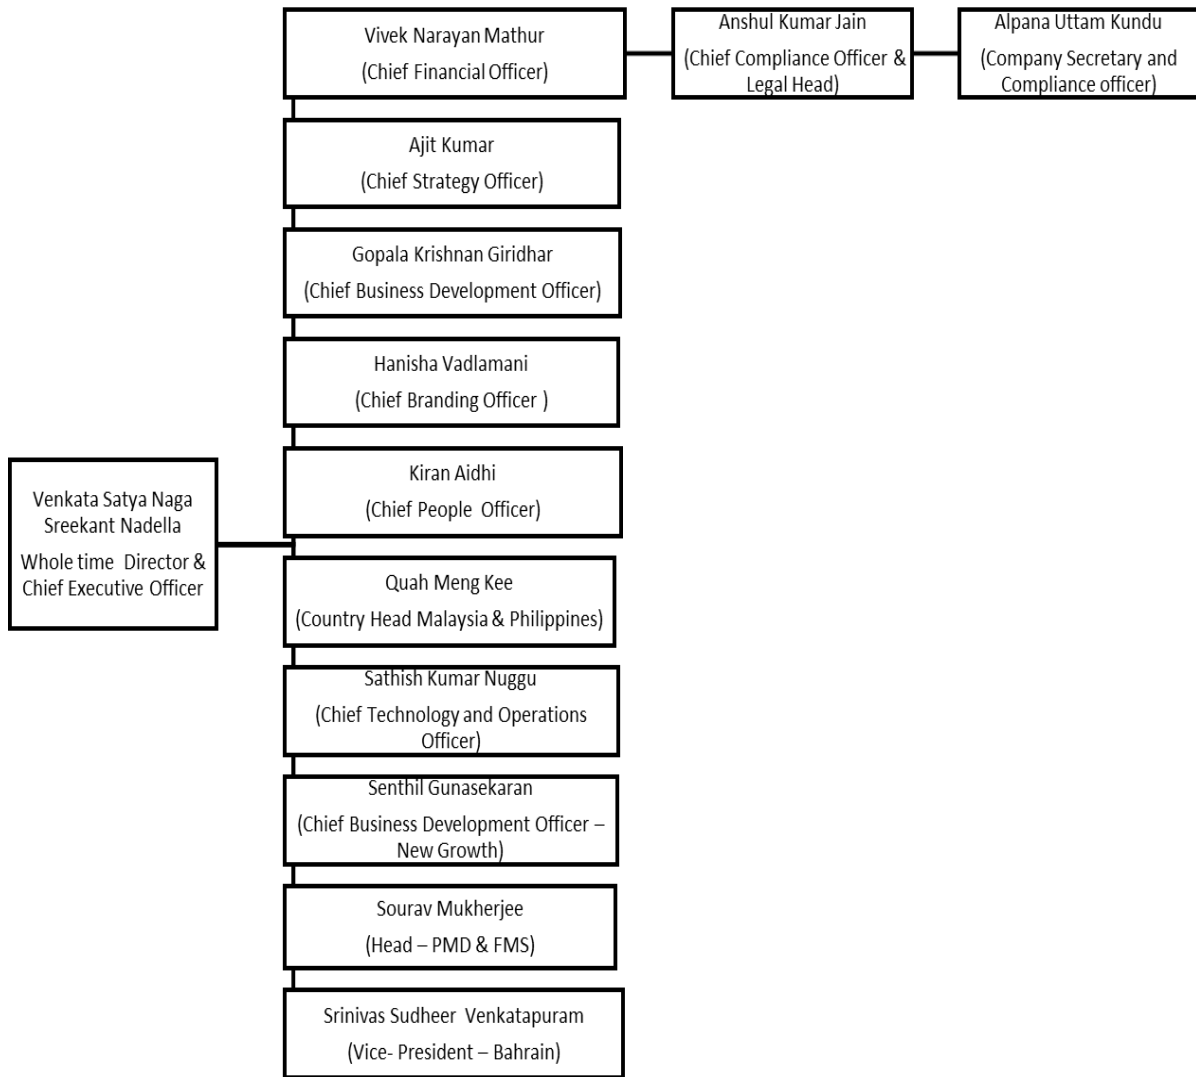 Vivek Narayan Mathur
(Chief Financial Officer)
Anshul Kumar Jain
(Chief Compliance Officer &
Legal Head)
Alpana Uttam Kundu
(Company Secretary and
Compliance officer)
Ajit Kumar
(Chief Strategy Officer)
Gopala Krishnan Giridhar
(Chief Business Development Officer)
Hanisha Vadlamani
(Chief Branding Officer )
Venkata Satya Naga
Sreekant Nadella
Whole time Director &
Chief Executive Officer
Kiran Aidhi
(Chief People Officer)
Quah Meng Kee
(Country Head Malaysia & Philippines)
Sathish Kumar Nuggu
(Chief Technology and Operations
Officer)
Senthil Gunasekaran
(Chief Business Development Officer –
New Growth)
Sourav Mukherjee
(Head – PMD & FMS)
Srinivas Sudheer Venkatapuram
(Vice- President – Bahrain)